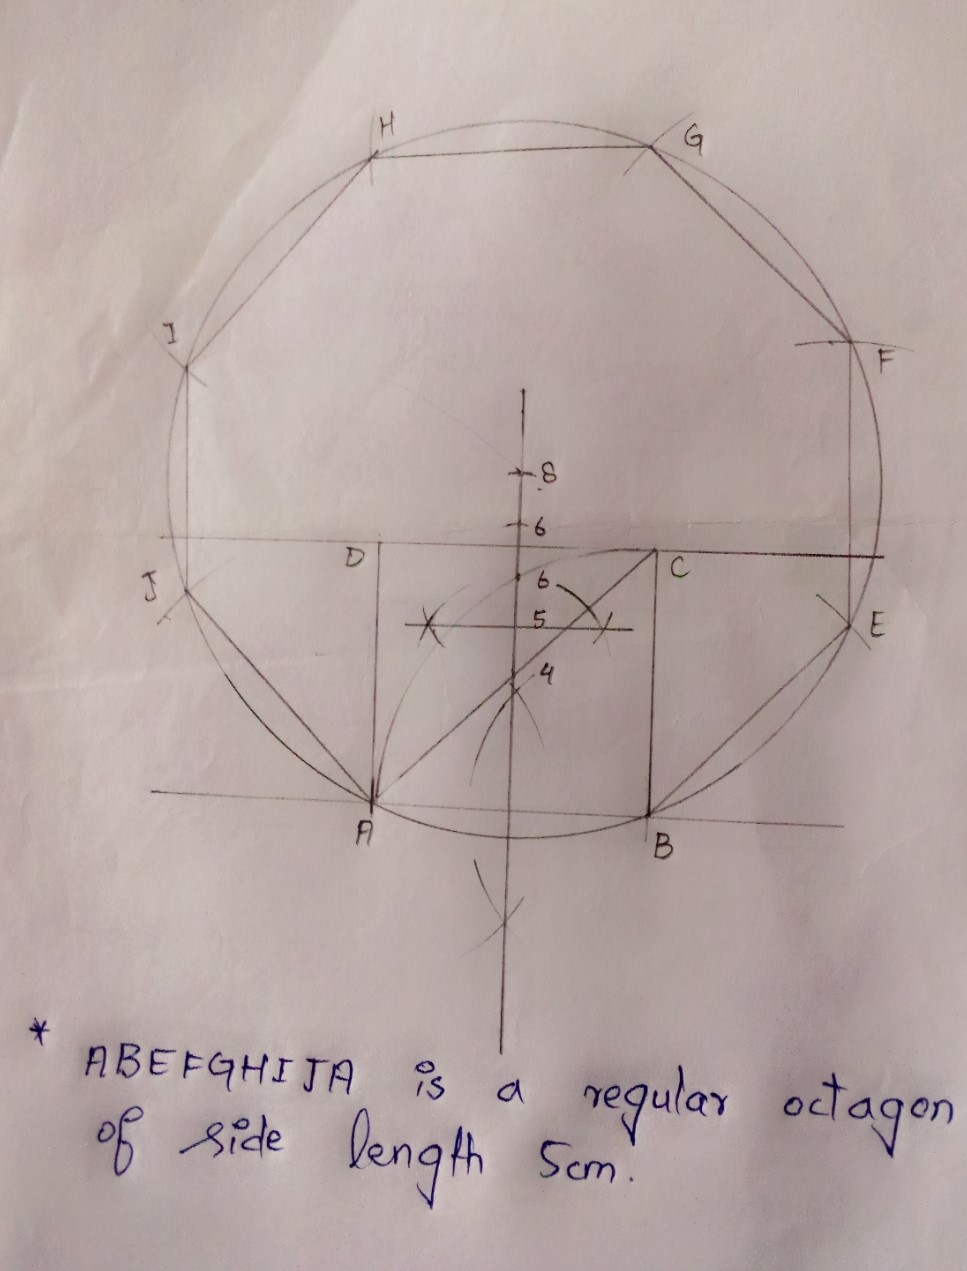 H
G
I
F
8
6
D
C
J
6
5
E
4
A
B
* ABEFGHIJA is a regular octagon
of side length 5cm.